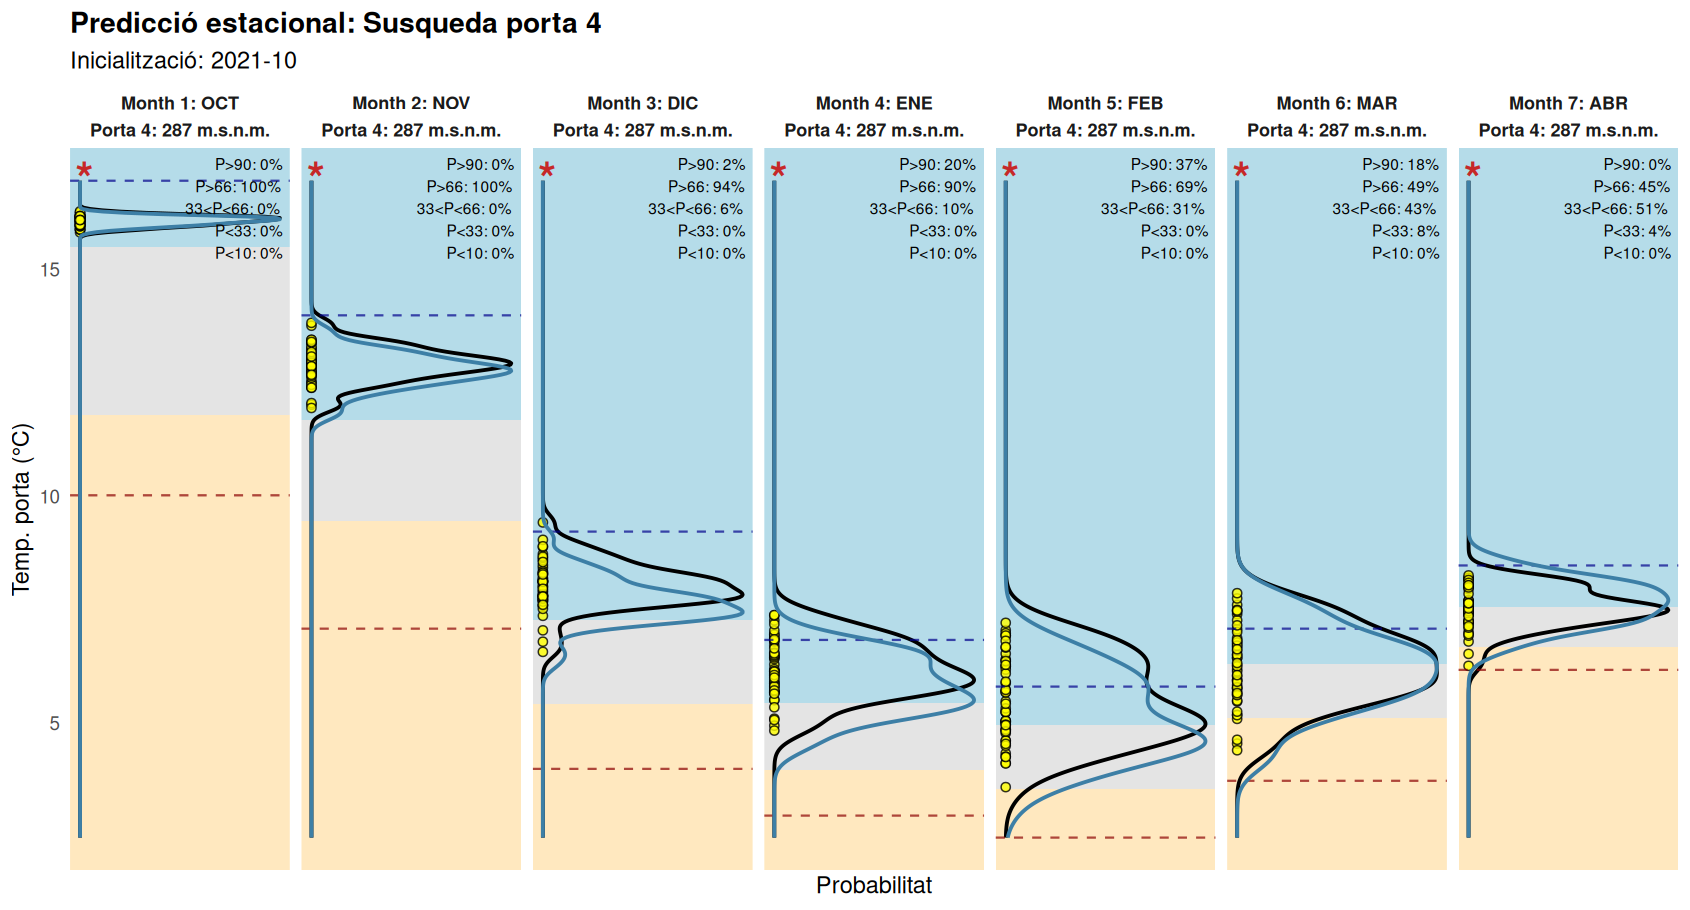 Predicció estacional: Susqueda porta 4
Inicialització: 2021-10
Month 1: OCT
Porta 4: 287 m.s.n.m.
Month 2: NOV
Porta 4: 287 m.s.n.m.
Month 3: DIC
Porta 4: 287 m.s.n.m.
Month 4: ENE
Porta 4: 287 m.s.n.m.
Month 5: FEB
Porta 4: 287 m.s.n.m.
Month 6: MAR
Porta 4: 287 m.s.n.m.
Month 7: ABR
Porta 4: 287 m.s.n.m.
*
P>90: 0%
P>66: 100%
33<P<66: 0%
P<33: 0%
P<10: 0%
*
P>90: 0%
P>66: 100%
33<P<66: 0%
P<33: 0%
P<10: 0%
*
P>90: 2%
P>66: 94%
33<P<66: 6%
P<33: 0%
P<10: 0%
*
P>90: 20%
P>66: 90%
33<P<66: 10%
P<33: 0%
P<10: 0%
*
P>90: 37%
P>66: 69%
33<P<66: 31%
P<33: 0%
P<10: 0%
*
P>90: 18%
P>66: 49%
33<P<66: 43%
P<33: 8%
P<10: 0%
*
P>90: 0%
P>66: 45%
33<P<66: 51%
P<33: 4%
P<10: 0%
15
10
5
Temp. porta (°C)
Probabilitat